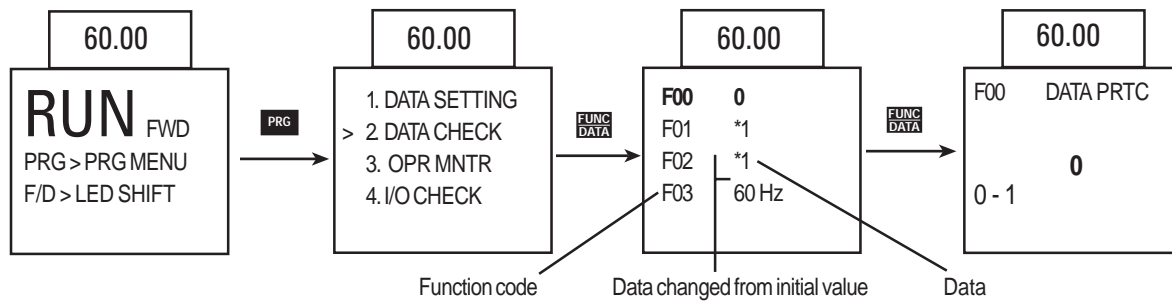 60.00
RUN FWD
PRG > PRG MENU
F/D > LED SHIFT
PRG
60.00
1. DATA SETTING
> 2. DATA CHECK
3. OPR MNTR
4. I/O CHECK
FUNC
DATA
60.00
F00 0
F01 *1
F02 *1
F03 60 Hz
FUNC
DATA
60.00
F00 DATA PRTC
0
0 - 1
Function code
Data changed from initial value
Data